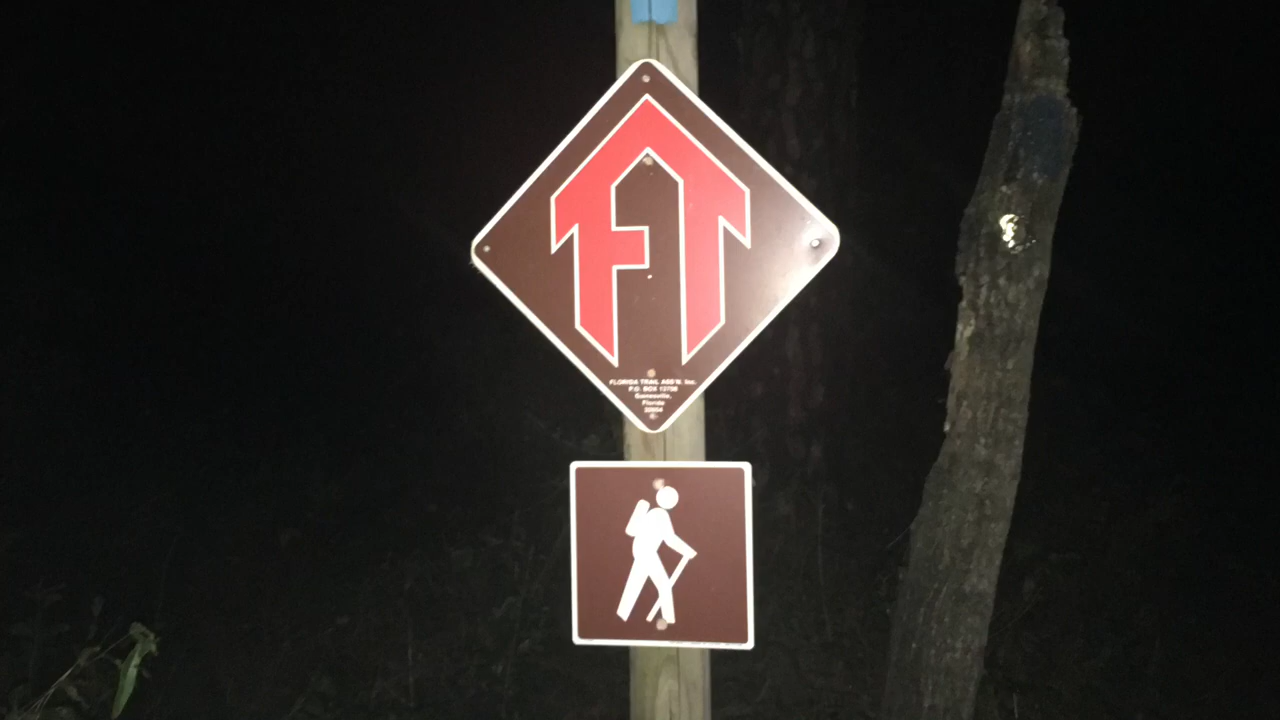 FT
FLORIDA TRAIL ASS'N. Inc.
P.O. BOX 13708
Gainesville,
Florida
32604